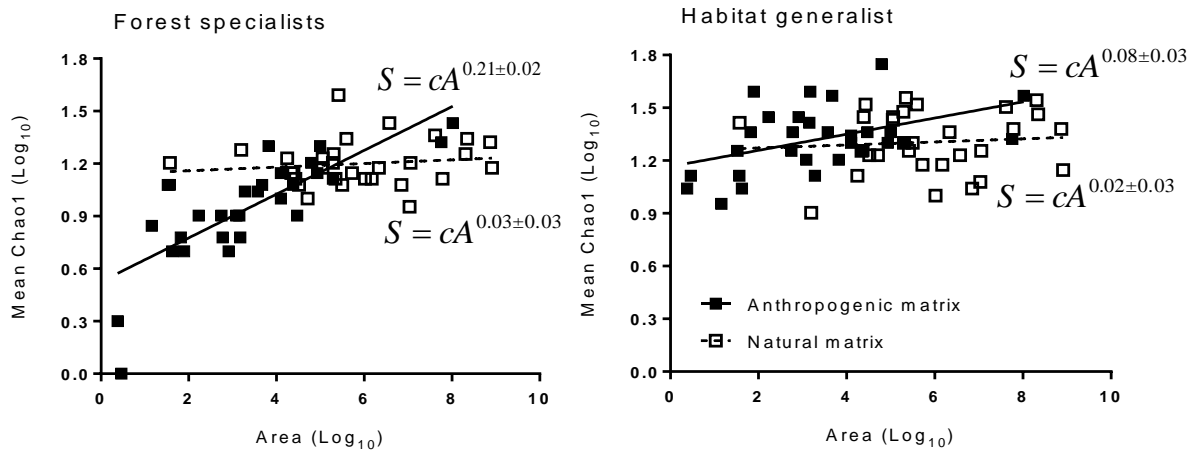 Forest specialists
Mean Chao1 (Log10)
1.8
1.5
1.2
0.9
0.6
0.3
0.0
S = cA^0.21±0.02
S = cA^0.03±0.03
0 2 4 6 8 10
Area (Log10)
Habitat generalist
Mean Chao1 (Log10)
1.8
1.5
1.2
0.9
0.6
0.3
0.0
S = cA^0.08±0.03
S = cA^0.02±0.03
Anthropogenic matrix
Natural matrix
0 2 4 6 8 10
Area (Log10)